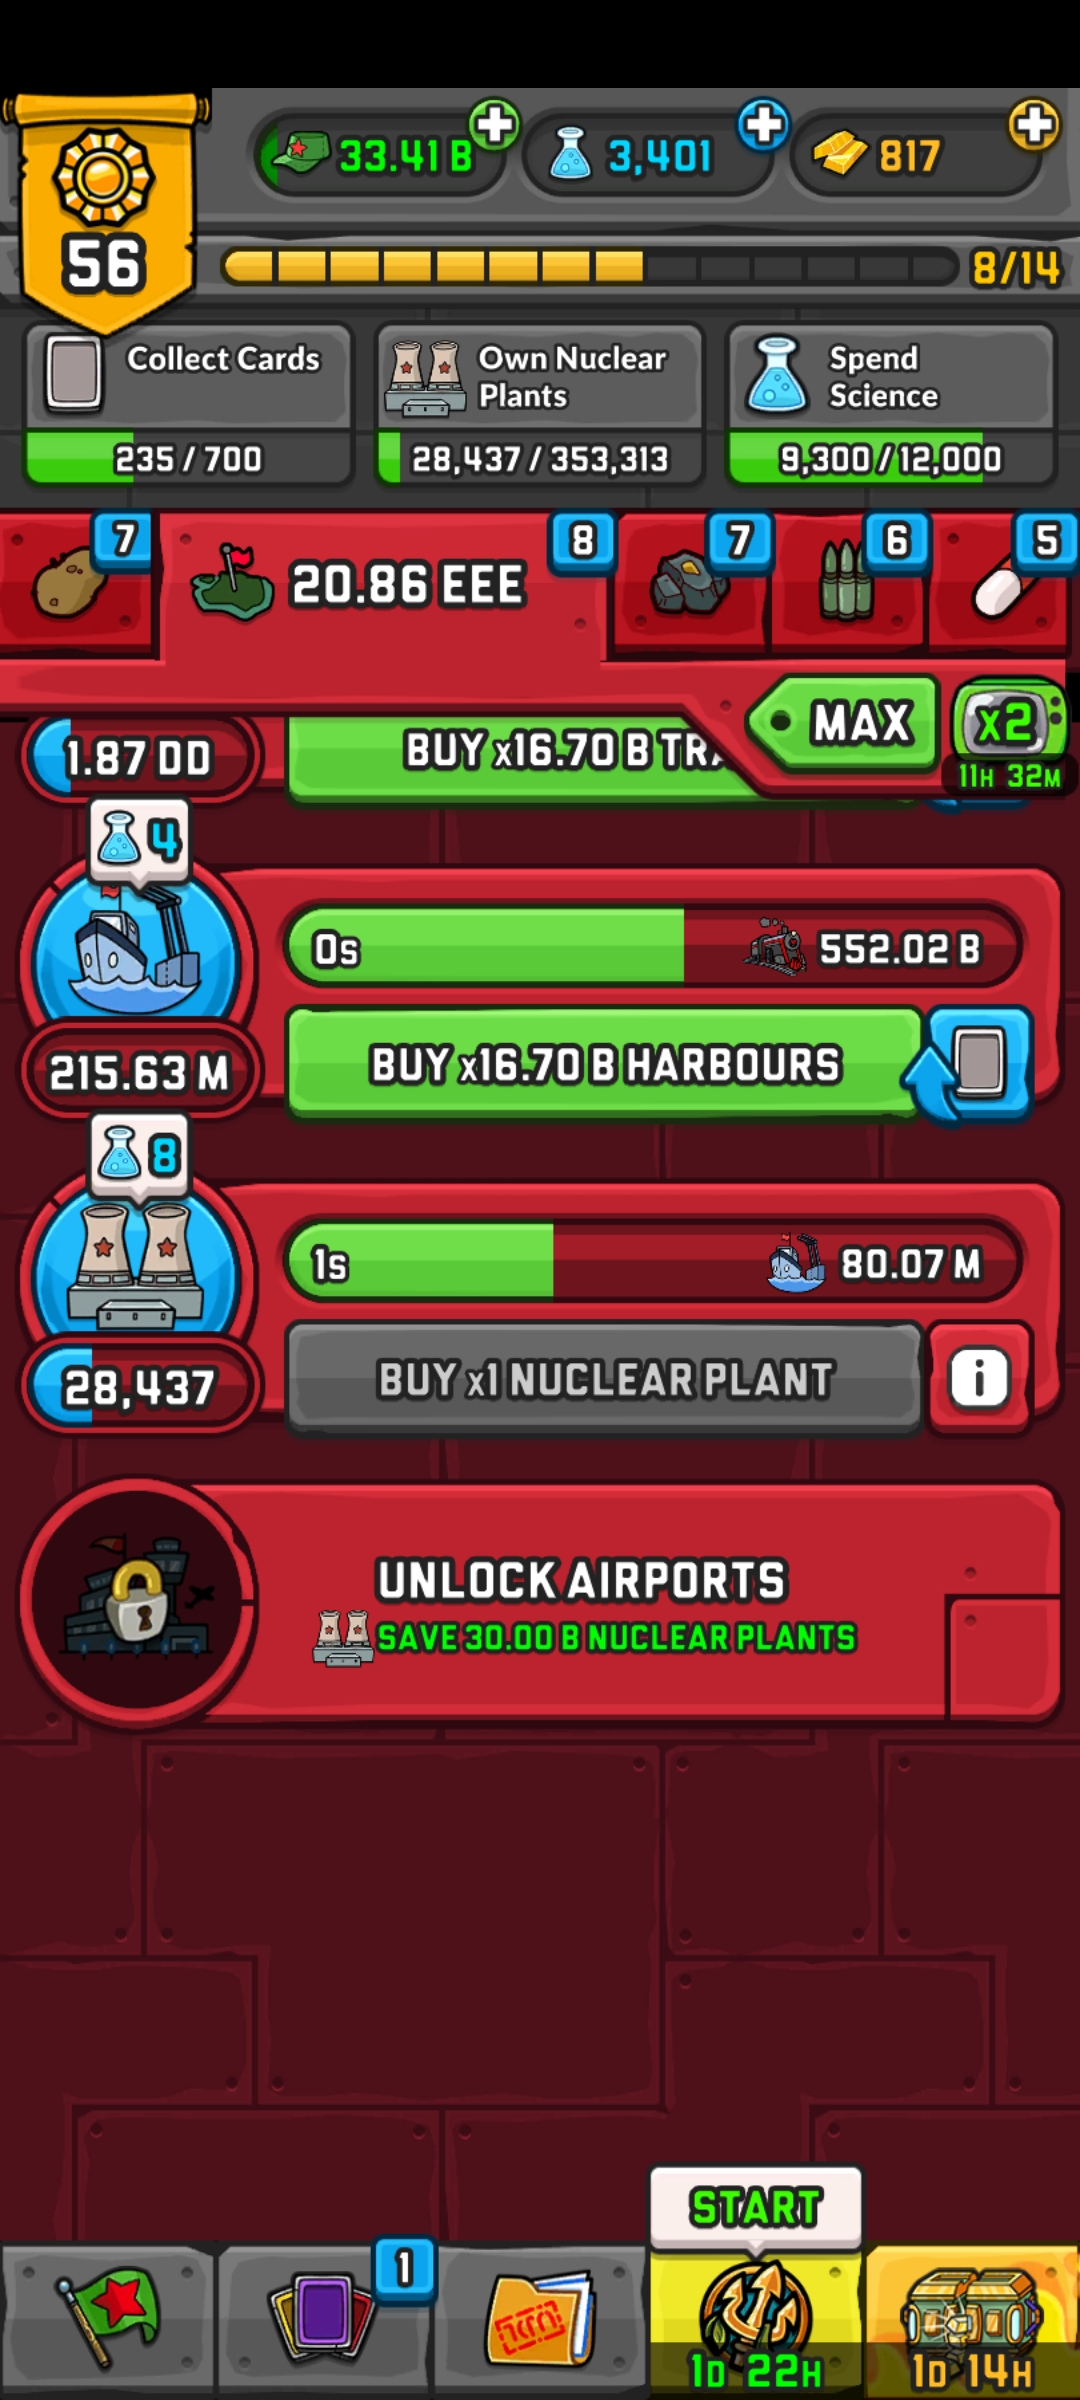 33.41 B
3,401
817
56
8/14
Collect Cards
235 / 700
Own Nuclear
Plants
28,437 / 353,313
Spend
Science
9,300 / 12,000
7
20.86 EEE
8
7
6
5
MAX
x2
11H 32M
1.87 DD
BUY x16.70 B
4
0s
552.02 B
215.63 M
BUY x16.70 B HARBOURS
8
1s
80.07 M
28,437
BUY x1 NUCLEAR PLANT
i
UNLOCK AIRPORTS
SAVE 30.00 B NUCLEAR PLANTS
START
1
1D 22H
1D 14H